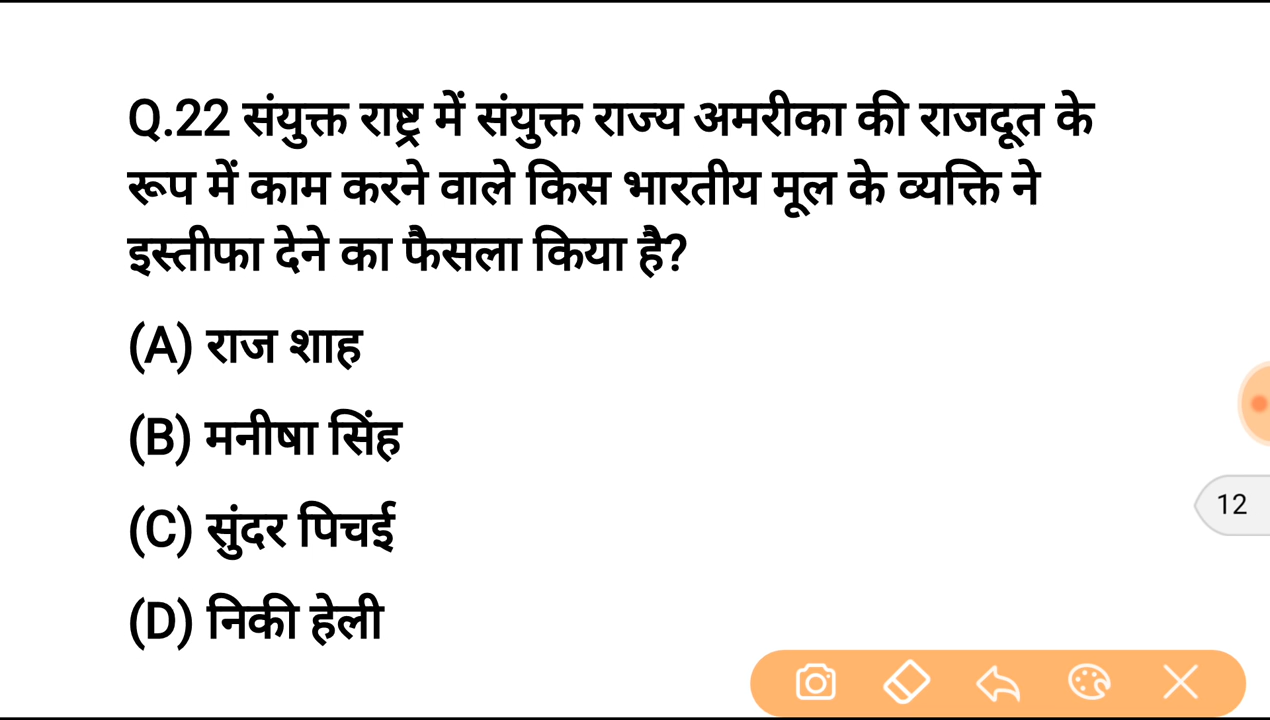 Q.22 संयुक्त राष्ट्र में संयुक्त राज्य अमरीका की राजदूत के
रूप में काम करने वाले किस भारतीय मूल के व्यक्ति ने
इस्तीफा देने का फैसला किया है?
(A) राज शाह
(B) मनीषा सिंह
(C) सुंदर पिचई
(D) निकी हेली
12